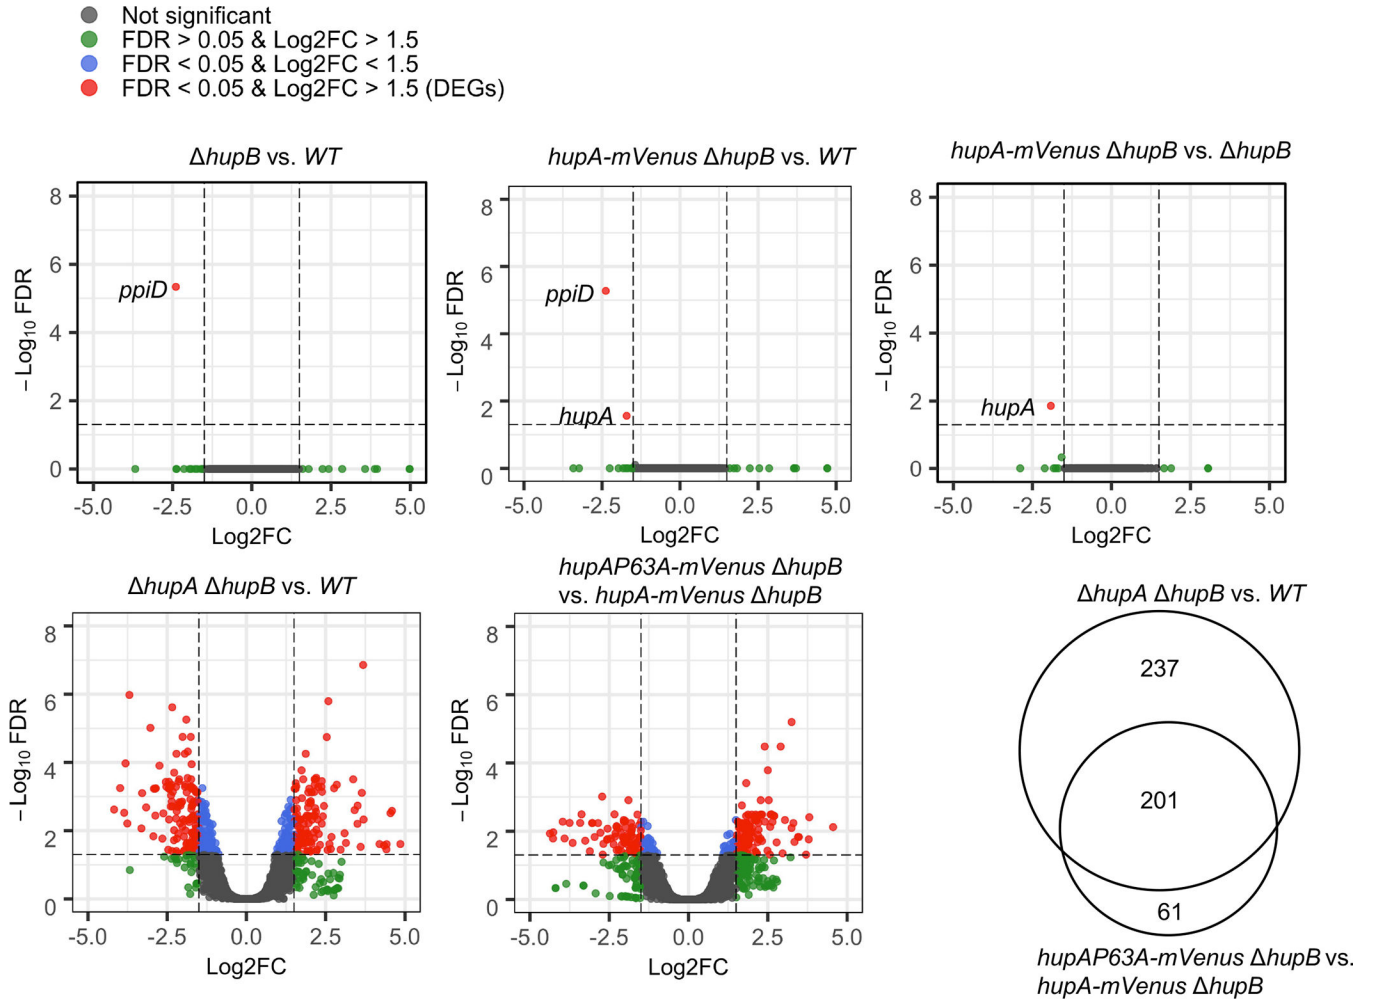 Not significant
FDR > 0.05 & Log2FC > 1.5
FDR < 0.05 & Log2FC < 1.5
FDR < 0.05 & Log2FC > 1.5 (DEGs)
ΔhupB vs. WT
8
6
4
2
0
– Log10 FDR
ppiD
-5.0 -2.5 0.0 2.5 5.0
Log2FC
hupA-mVenus ΔhupB vs. WT
8
6
4
2
0
– Log10 FDR
ppiD
hupA
-5.0 -2.5 0.0 2.5 5.0
Log2FC
hupA-mVenus ΔhupB vs. ΔhupB
8
6
4
2
0
– Log10 FDR
hupA
-5.0 -2.5 0.0 2.5 5.0
Log2FC
ΔhupA ΔhupB vs. WT
8
6
4
2
0
– Log10 FDR
-5.0 -2.5 0.0 2.5 5.0
Log2FC
hupAP63A-mVenus ΔhupB
vs. hupA-mVenus ΔhupB
8
6
4
2
0
– Log10 FDR
-5.0 -2.5 0.0 2.5 5.0
Log2FC
ΔhupA ΔhupB vs. WT
237
201
61
hupAP63A-mVenus ΔhupB vs.
hupA-mVenus ΔhupB